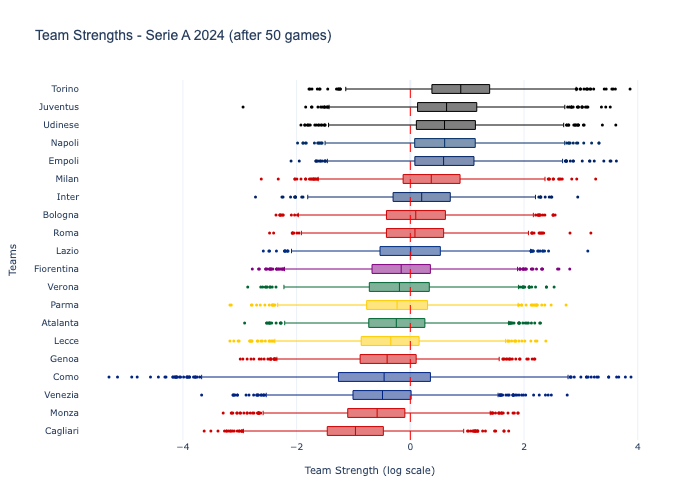 Team Strengths - Serie A 2024 (after 50 games)
Torino
Juventus
Udinese
Napoli
Empoli
Milan
Inter
Bologna
Roma
Lazio
Fiorentina
Verona
Parma
Atalanta
Lecce
Genoa
Como
Venezia
Monza
Cagliari
Teams
−4
−2
0
2
4
Team Strength (log scale)